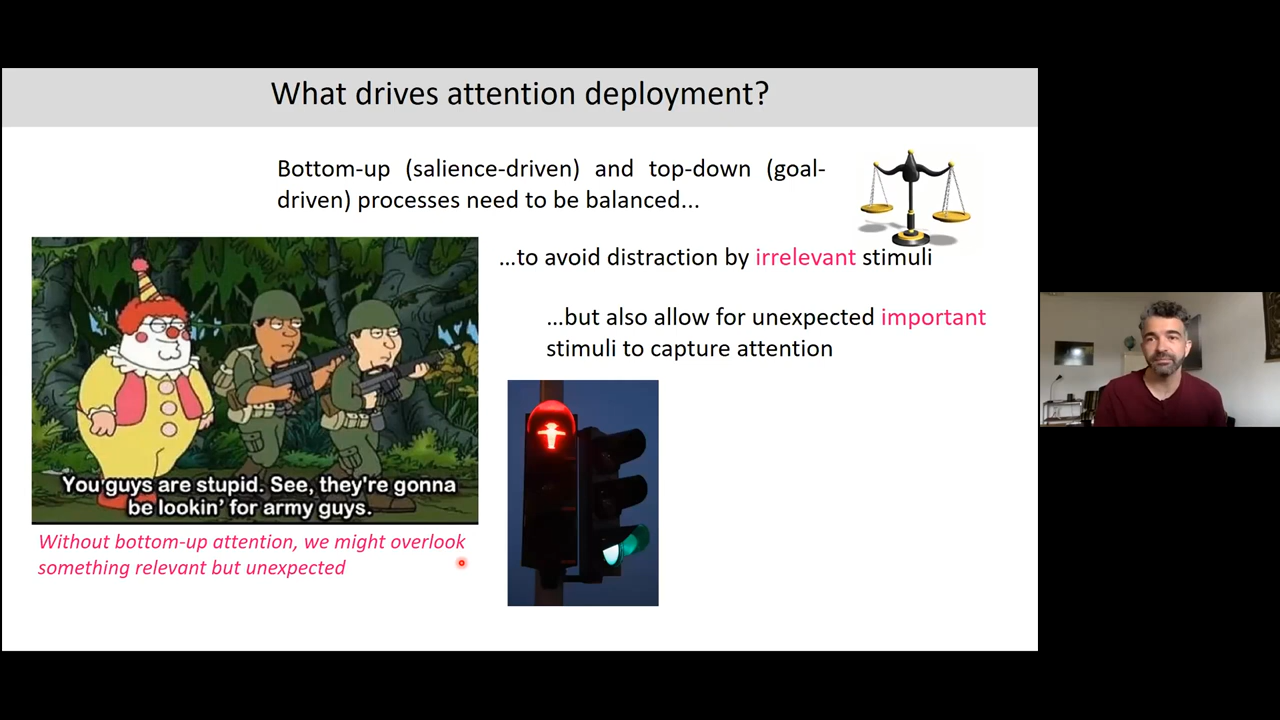 What drives attention deployment?
Bottom-up (salience-driven) and top-down (goal-
driven) processes need to be balanced...
...to avoid distraction by irrelevant stimuli
...but also allow for unexpected important
stimuli to capture attention
You guys are stupid. See, they're gonna
be lookin' for army guys.
Without bottom-up attention, we might overlook
something relevant but unexpected